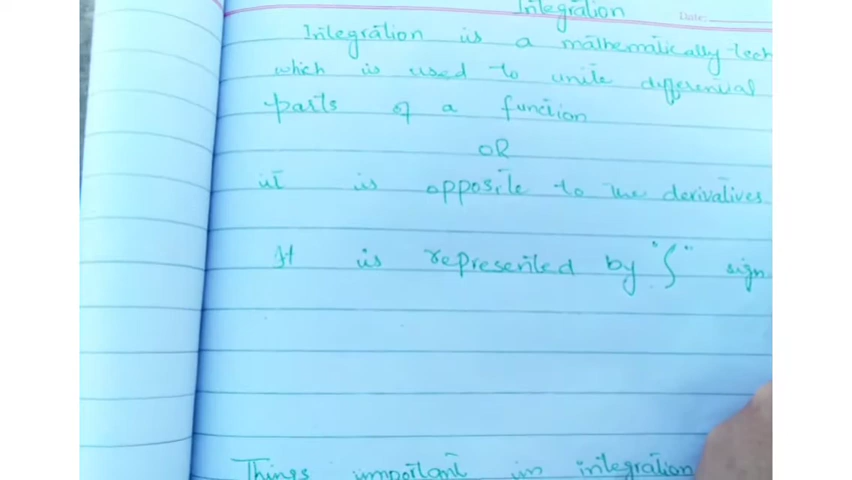 Integration
Date:
Integration is a mathematically tech
which is used to unite differential
parts of a function
OR
it is opposite to the derivatives
It is represented by "∫" sign
Things important in integration